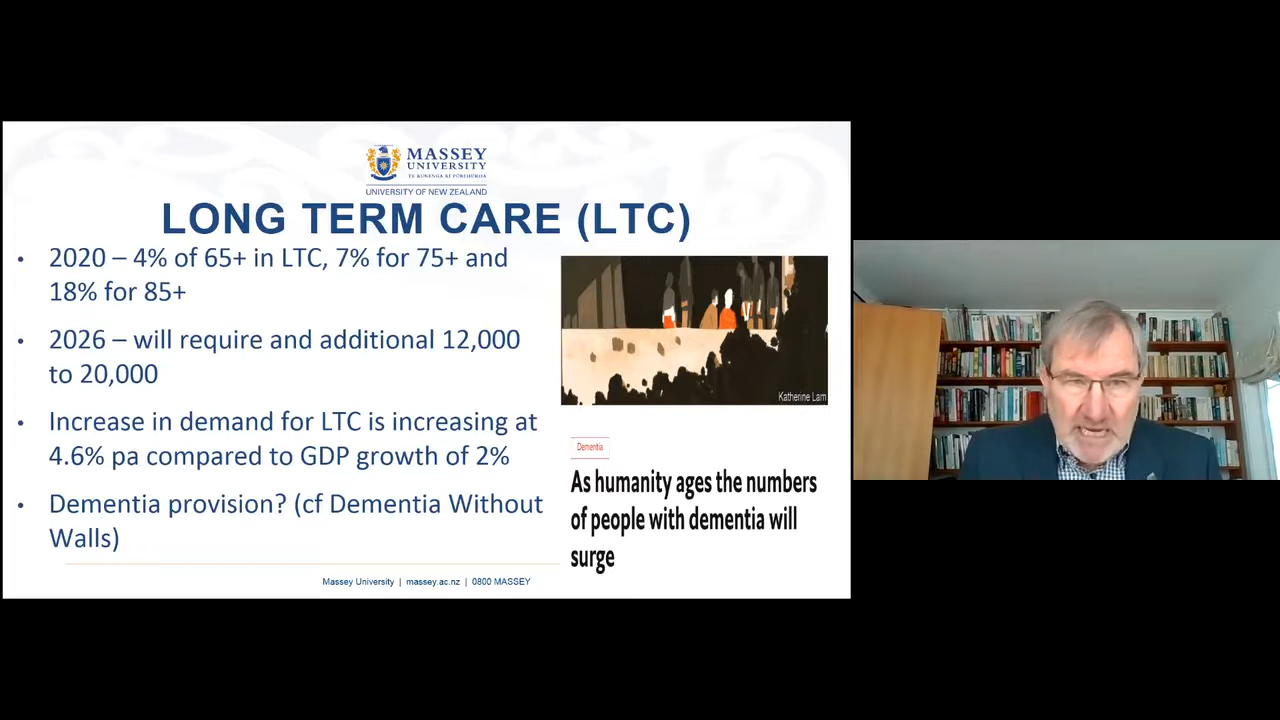 MASSEY
UNIVERSITY
TE KUNENGA KI PŪREHUROA
UNIVERSITY OF NEW ZEALAND
LONG TERM CARE (LTC)
• 2020 – 4% of 65+ in LTC, 7% for 75+ and
18% for 85+
• 2026 – will require and additional 12,000
to 20,000
• Increase in demand for LTC is increasing at
4.6% pa compared to GDP growth of 2%
• Dementia provision? (cf Dementia Without
Walls)
Katherine Lam
Dementia
As humanity ages the numbers
of people with dementia will
surge
Massey University | massey.ac.nz | 0800 MASSEY